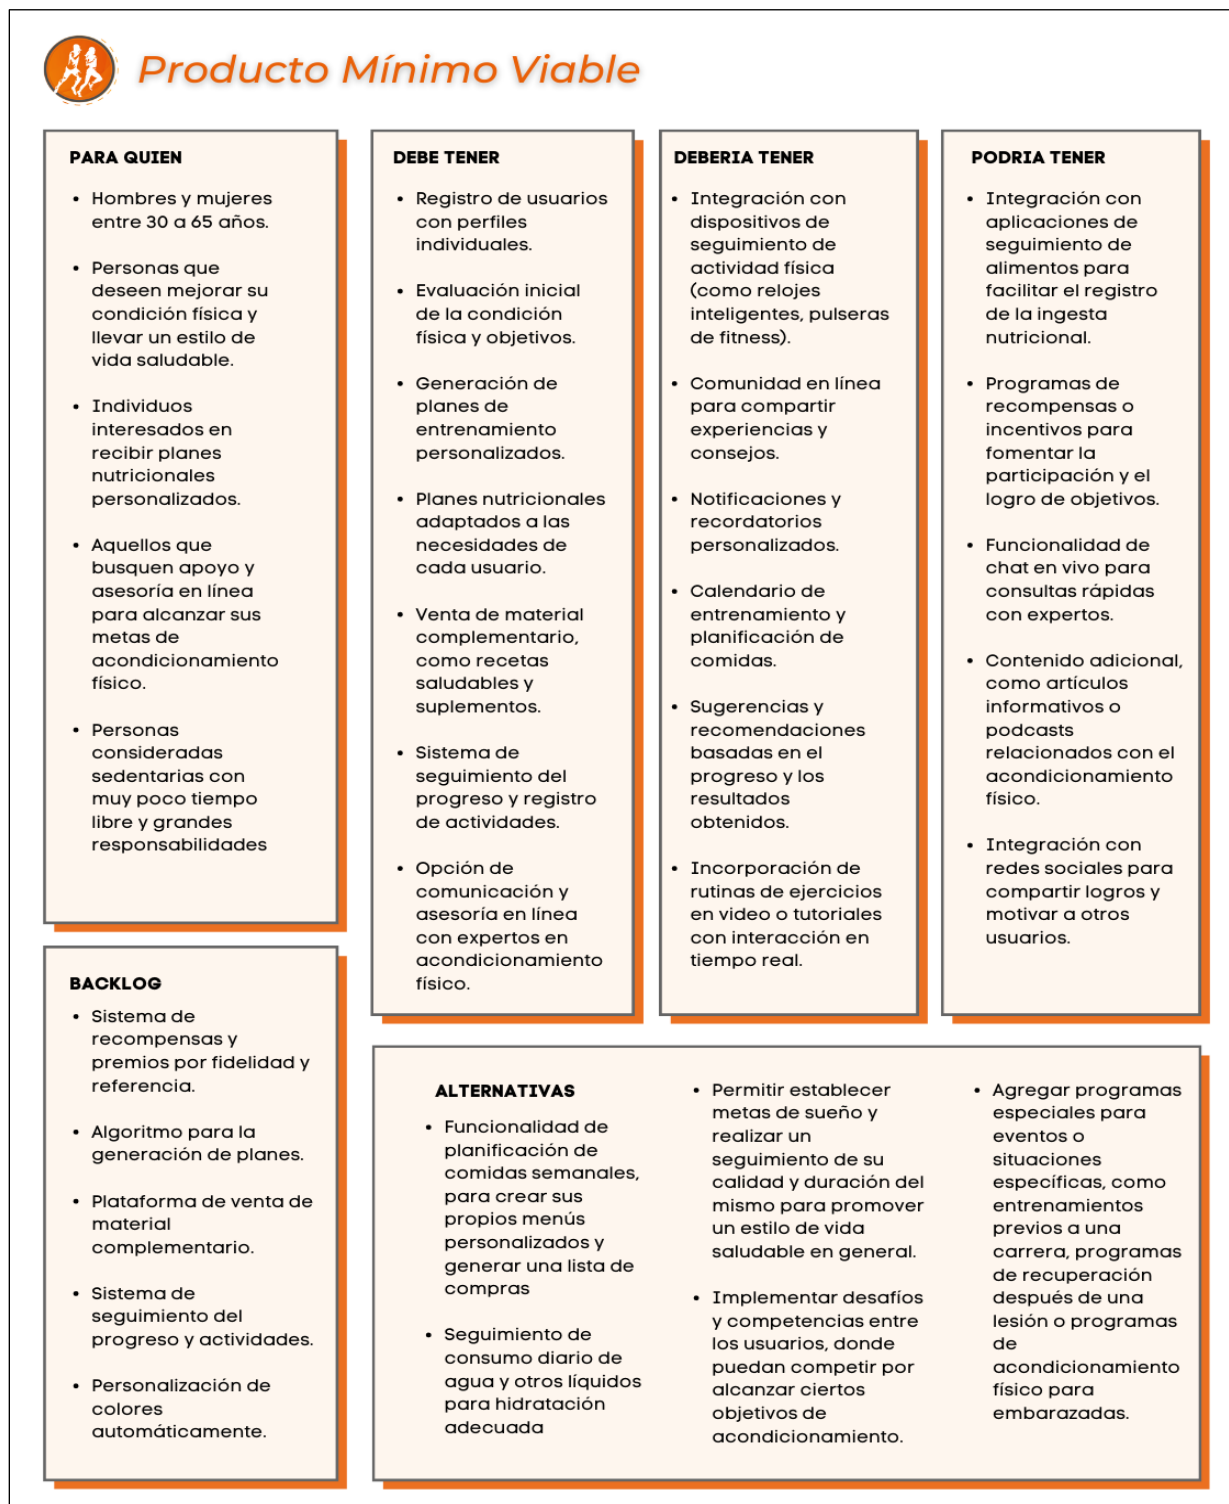 Producto Mínimo Viable
PARA QUIEN
• Hombres y mujeres
entre 30 a 65 años.
• Personas que
deseen mejorar su
condición física y
llevar un estilo de
vida saludable.
• Individuos
interesados en
recibir planes
nutricionales
personalizados.
• Aquellos que
busquen apoyo y
asesoría en línea
para alcanzar sus
metas de
acondicionamiento
físico.
• Personas
consideradas
sedentarias con
muy poco tiempo
libre y grandes
responsabilidades
DEBE TENER
• Registro de usuarios
con perfiles
individuales.
• Evaluación inicial
de la condición
física y objetivos.
• Generación de
planes de
entrenamiento
personalizados.
• Planes nutricionales
adaptados a las
necesidades de
cada usuario.
• Venta de material
complementario,
como recetas
saludables y
suplementos.
• Sistema de
seguimiento del
progreso y registro
de actividades.
• Opción de
comunicación y
asesoría en línea
con expertos en
acondicionamiento
físico.
DEBERIA TENER
• Integración con
dispositivos de
seguimiento de
actividad física
(como relojes
inteligentes, pulseras
de fitness).
• Comunidad en línea
para compartir
experiencias y
consejos.
• Notificaciones y
recordatorios
personalizados.
• Calendario de
entrenamiento y
planificación de
comidas.
• Sugerencias y
recomendaciones
basadas en el
progreso y los
resultados
obtenidos.
• Incorporación de
rutinas de ejercicios
en video o tutoriales
con interacción en
tiempo real.
PODRIA TENER
• Integración con
aplicaciones de
seguimiento de
alimentos para
facilitar el registro
de la ingesta
nutricional.
• Programas de
recompensas o
incentivos para
fomentar la
participación y el
logro de objetivos.
• Funcionalidad de
chat en vivo para
consultas rápidas
con expertos.
• Contenido adicional,
como artículos
informativos o
podcasts
relacionados con el
acondicionamiento
físico.
• Integración con
redes sociales para
compartir logros y
motivar a otros
usuarios.
BACKLOG
• Sistema de
recompensas y
premios por fidelidad y
referencia.
• Algoritmo para la
generación de planes.
• Plataforma de venta de
material
complementario.
• Sistema de
seguimiento del
progreso y actividades.
• Personalización de
colores
automáticamente.
ALTERNATIVAS
• Funcionalidad de
planificación de
comidas semanales,
para crear sus
propios menús
personalizados y
generar una lista de
compras
• Seguimiento de
consumo diario de
agua y otros líquidos
para hidratación
adecuada
• Permitir establecer
metas de sueño y
realizar un
seguimiento de su
calidad y duración del
mismo para promover
un estilo de vida
saludable en general.
• Implementar desafíos
y competencias entre
los usuarios, donde
puedan competir por
alcanzar ciertos
objetivos de
acondicionamiento.
• Agregar programas
especiales para
eventos o
situaciones
específicas, como
entrenamientos
previos a una
carrera, programas
de recuperación
después de una
lesión o programas
de
acondicionamiento
físico para
embarazadas.